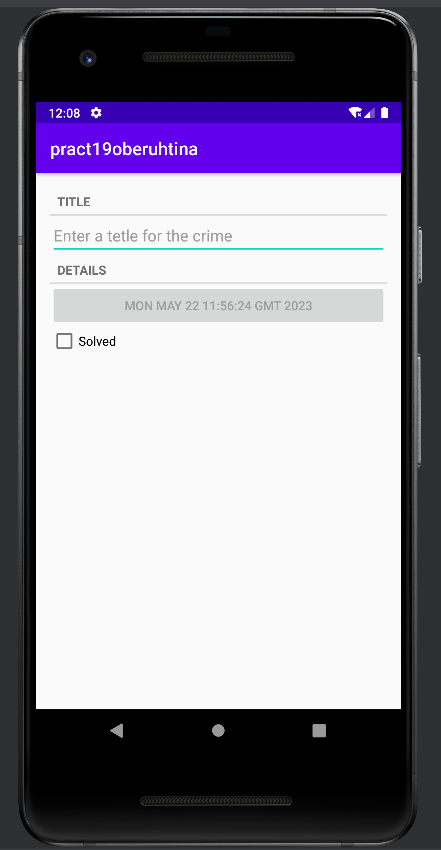 12:08
pract19oberuhtina
TITLE
Enter a tetle for the crime
DETAILS
MON MAY 22 11:56:24 GMT 2023
Solved